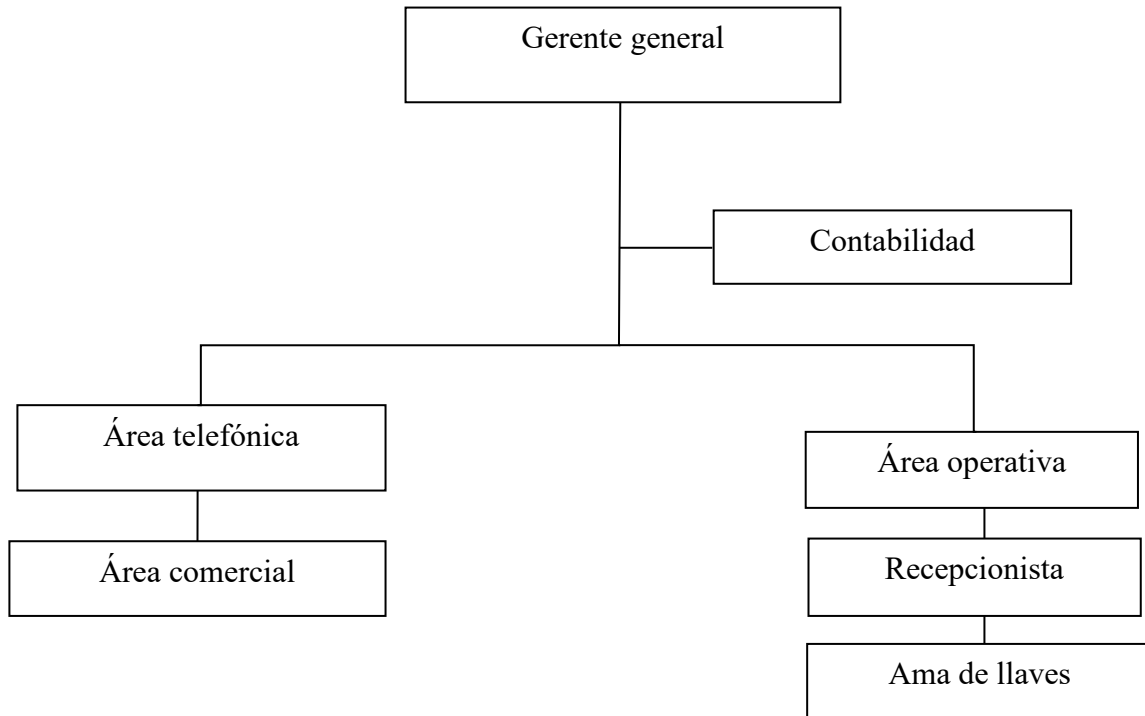 Gerente general
Contabilidad
Área telefónica
Área comercial
Área operativa
Recepcionista
Ama de llaves